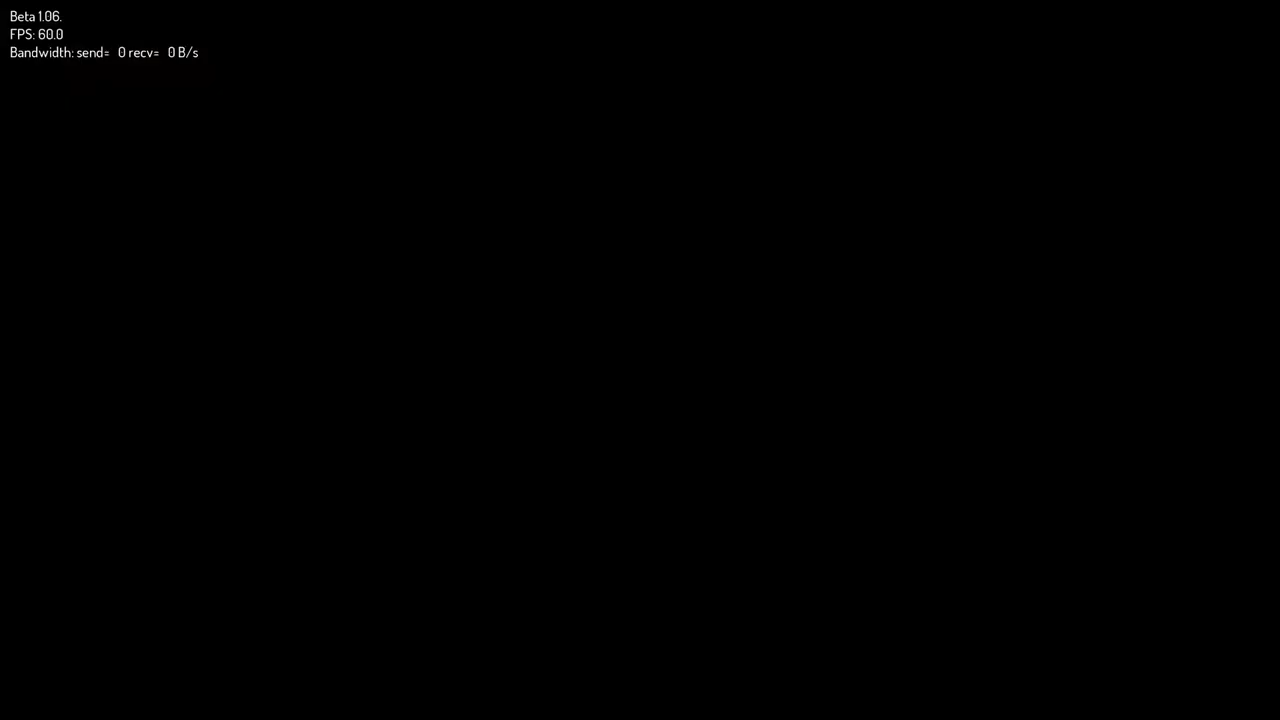 Beta 1.06.
FPS: 60.0
Bandwidth: send= 0 recv= 0 B/s